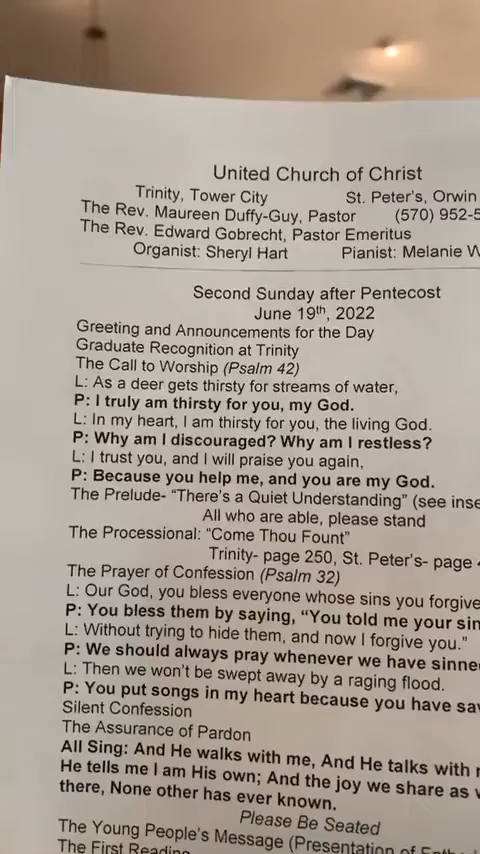 United Church of Christ
Trinity, Tower City St. Peter's, Orwin
The Rev. Maureen Duffy-Guy, Pastor (570) 952-5
The Rev. Edward Gobrecht, Pastor Emeritus
Organist: Sheryl Hart Pianist: Melanie W
Second Sunday after Pentecost
June 19th, 2022
Greeting and Announcements for the Day
Graduate Recognition at Trinity
The Call to Worship (Psalm 42)
L: As a deer gets thirsty for streams of water,
P: I truly am thirsty for you, my God.
L: In my heart, I am thirsty for you, the living God.
P: Why am I discouraged? Why am I restless?
L: I trust you, and I will praise you again,
P: Because you help me, and you are my God.
The Prelude- "There's a Quiet Understanding" (see inse
All who are able, please stand
The Processional: "Come Thou Fount"
Trinity- page 250, St. Peter's- page
The Prayer of Confession (Psalm 32)
L: Our God, you bless everyone whose sins you forgive
P: You bless them by saying, "You told me your sin
L: Without trying to hide them, and now I forgive you."
P: We should always pray whenever we have sinne
L: Then we won't be swept away by a raging flood.
P: You put songs in my heart because you have sa
Silent Confession
The Assurance of Pardon
All Sing: And He walks with me, And He talks with
He tells me I am His own; And the joy we share as
there, None other has ever known.
Please Be Seated
The Young People's Message (Presentation of
The First Reading